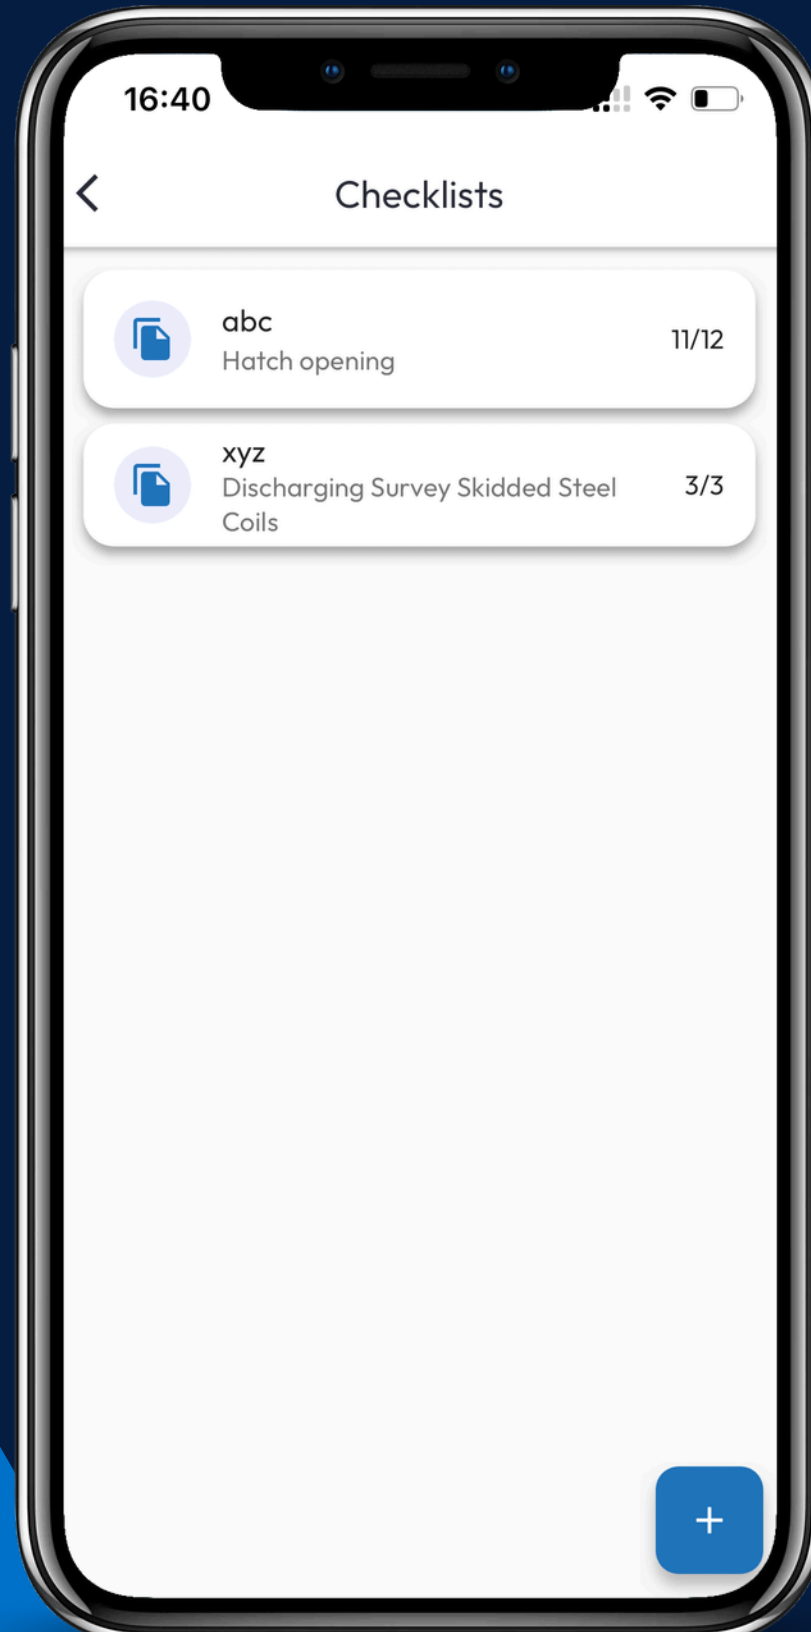 16:40
Checklists
abc
Hatch opening
11/12
xyz
Discharging Survey Skidded Steel
Coils
3/3
+